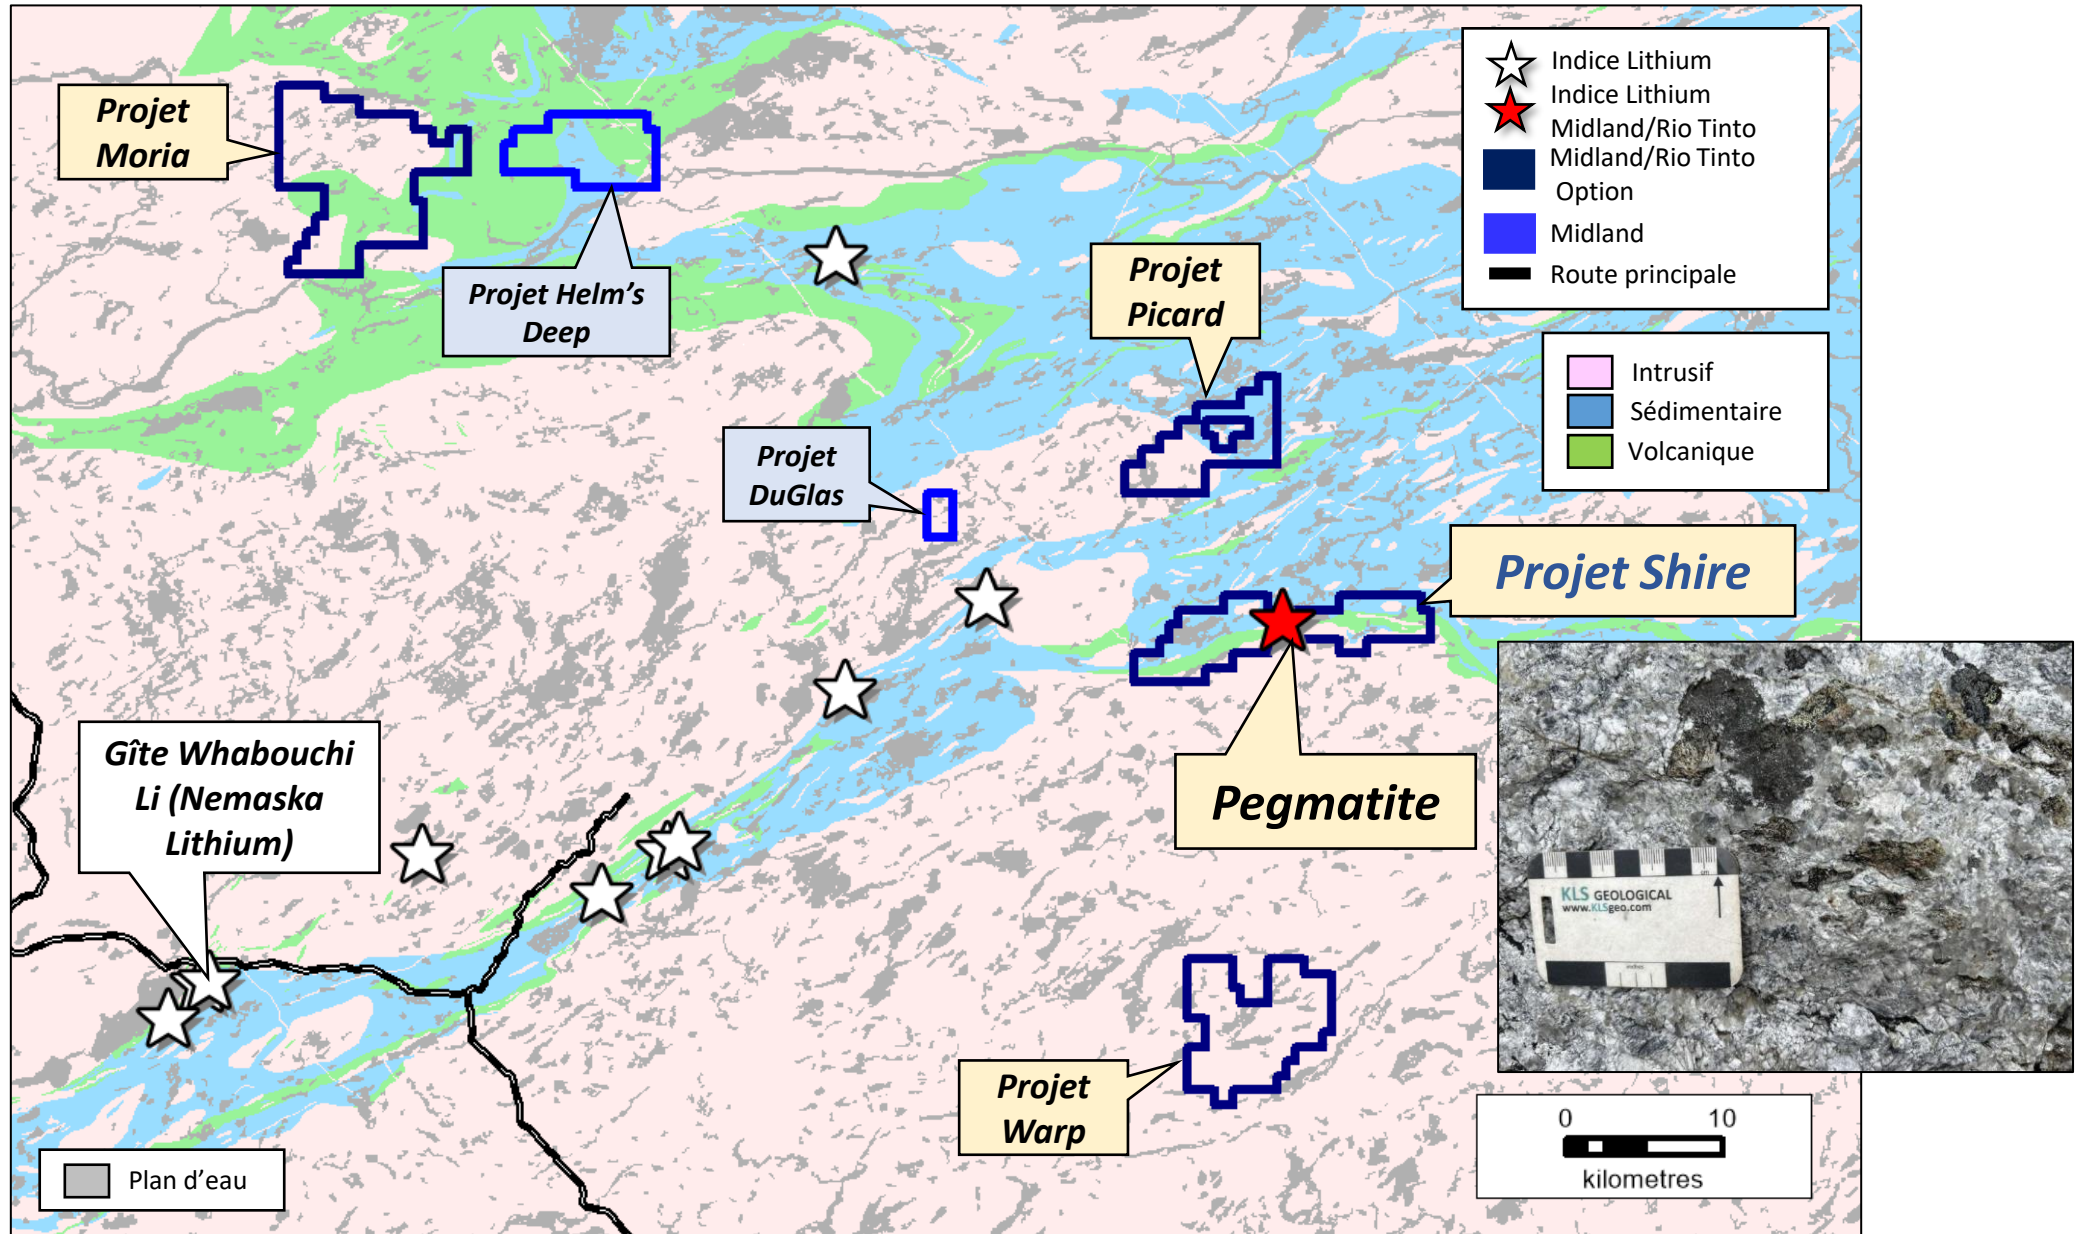 Projet
Moria
Projet Helm's
Deep
Projet
Picard
Projet
DuGlas
Projet Shire
Pegmatite
Gîte Whabouchi
Li (Nemaska
Lithium)
Projet
Warp
Plan d'eau
Indice Lithium
Indice Lithium
Midland/Rio Tinto
Midland/Rio Tinto
Option
Midland
Route principale
Intrusif
Sédimentaire
Volcanique
cm
KLS GEOLOGICAL
www.KLSgeo.com
inches
0 10
kilometres